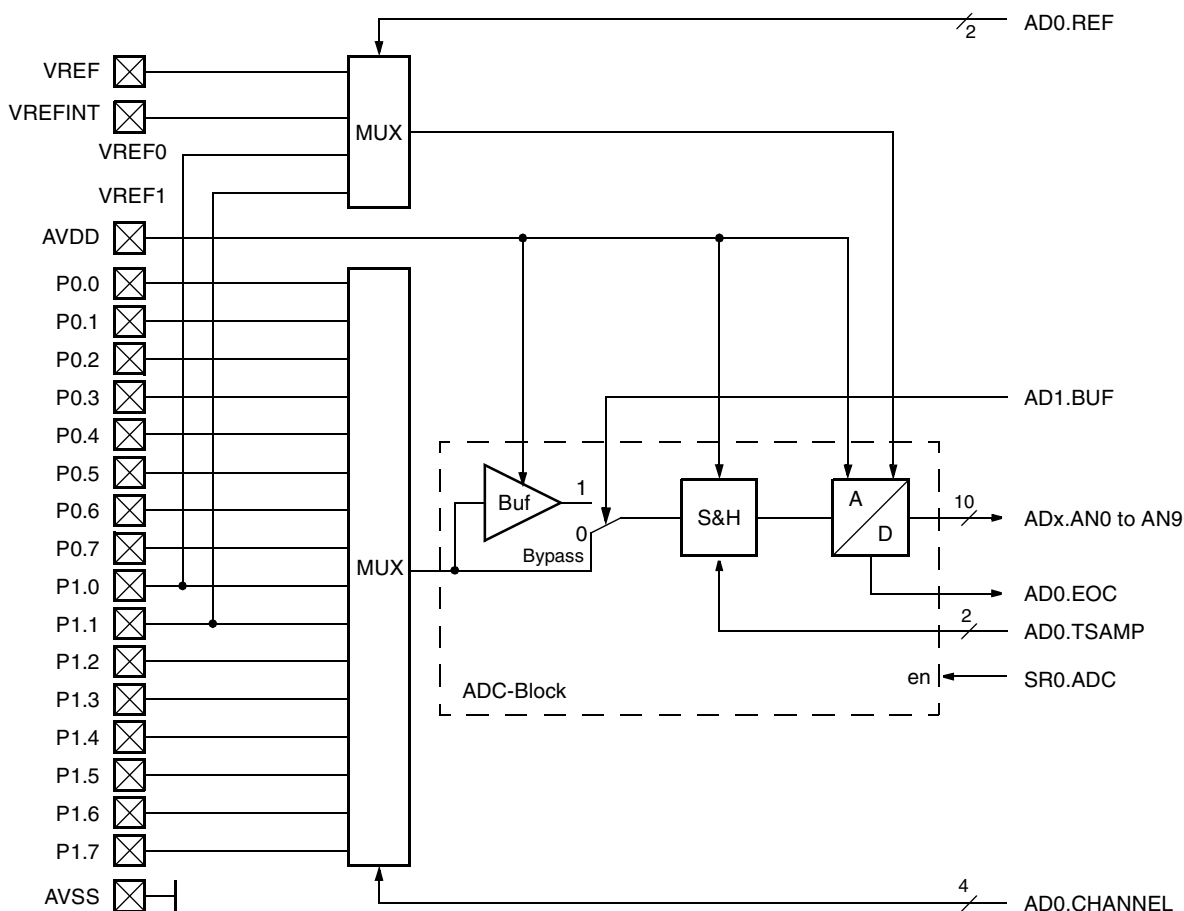 AD0.REF
2
VREF
VREFINT
MUX
VREF0
VREF1
AVDD
P0.0
P0.1
P0.2
P0.3
AD1.BUF
P0.4
P0.5
1
Buf
A
10
P0.6
S&H
ADx.AN0 to AN9
0
D
P0.7
Bypass
MUX
P1.0
AD0.EOC
2
P1.1
AD0.TSAMP
P1.2
en
SR0.ADC
P1.3
ADC-Block
P1.4
P1.5
P1.6
P1.7
4
AVSS
AD0.CHANNEL